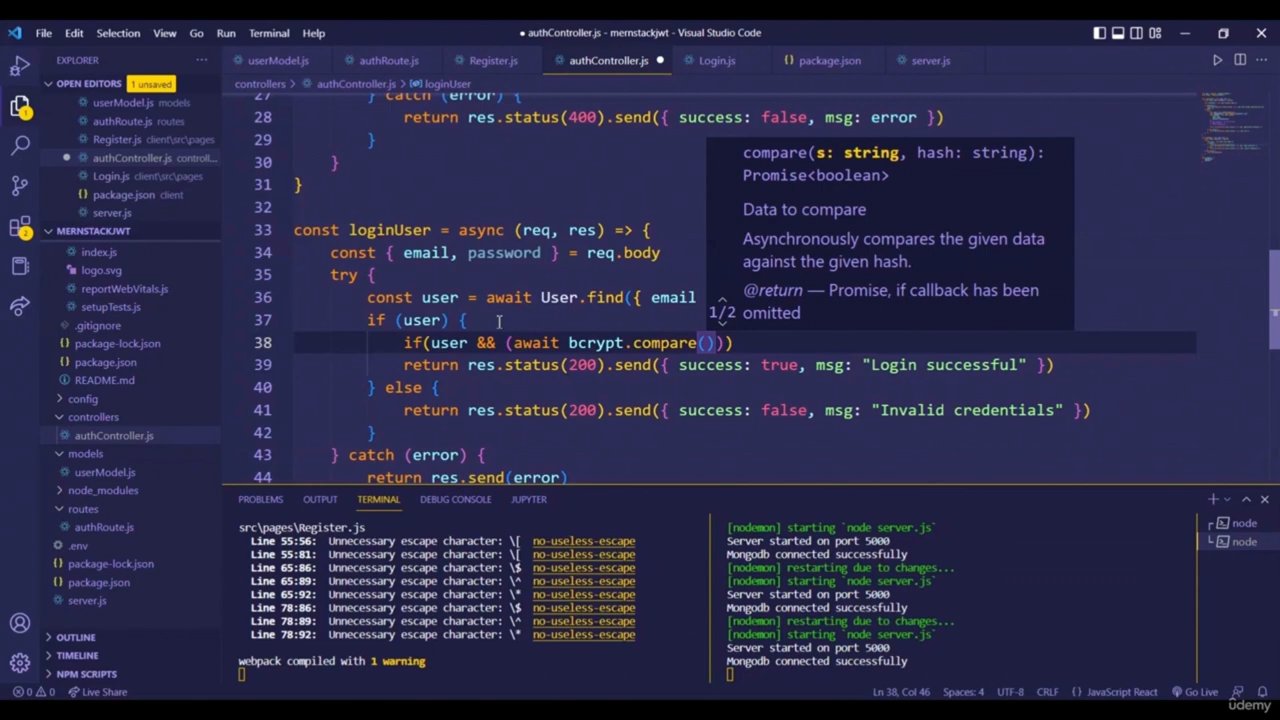 File Edit Selection View Go Run Terminal Help
● authController.js - mernstackjwt - Visual Studio Code
EXPLORER
userModel.js authRoute.js Register.js authController.js Login.js package.json server.js
OPEN EDITORS 1 unsaved
controllers > authController.js > loginUser
userModel.js models
authRoute.js routes
Register.js client\src\pages
authController.js controll...
Login.js client\src\pages
package.json client
server.js
MERNSTACKJWT
index.js
logo.svg
reportWebVitals.js
setupTests.js
.gitignore
package-lock.json
package.json
README.md
config
controllers
authController.js
models
userModel.js
node_modules
routes
authRoute.js
.env
package-lock.json
package.json
server.js
OUTLINE
TIMELINE
NPM SCRIPTS
27 } catch (error) {
28 return res.status(400).send({ success: false, msg: error })
29 }
30 }
31 }
32
33 const loginUser = async (req, res) => {
34 const { email, password } = req.body
35 try {
36 const user = await User.find({ email
37 if (user) {
38 if(user && (await bcrypt.compare()))
39 return res.status(200).send({ success: true, msg: "Login successful" })
40 } else {
41 return res.status(200).send({ success: false, msg: "Invalid credentials" })
42 }
43 } catch (error) {
44 return res.send(error)
compare(s: string, hash: string):
Promise<boolean>
Data to compare
Asynchronously compares the given data
against the given hash.
@return — Promise, if callback has been
1/2 omitted
PROBLEMS OUTPUT TERMINAL DEBUG CONSOLE JUPYTER
src\pages\Register.js
Line 55:56: Unnecessary escape character: \[ no-useless-escape
Line 55:81: Unnecessary escape character: \[ no-useless-escape
Line 65:86: Unnecessary escape character: \$ no-useless-escape
Line 65:89: Unnecessary escape character: \^ no-useless-escape
Line 65:92: Unnecessary escape character: \* no-useless-escape
Line 78:86: Unnecessary escape character: \$ no-useless-escape
Line 78:89: Unnecessary escape character: \^ no-useless-escape
Line 78:92: Unnecessary escape character: \* no-useless-escape
webpack compiled with 1 warning
[nodemon] starting `node server.js`
Server started on port 5000
Mongodb connected successfully
[nodemon] restarting due to changes...
[nodemon] starting `node server.js`
Server started on port 5000
Mongodb connected successfully
[nodemon] restarting due to changes...
[nodemon] starting `node server.js`
Server started on port 5000
Mongodb connected successfully
node
node
0 0 Live Share
Ln 38, Col 46 Spaces: 4 UTF-8 CRLF {} JavaScript React Go Live
1
2
udemy